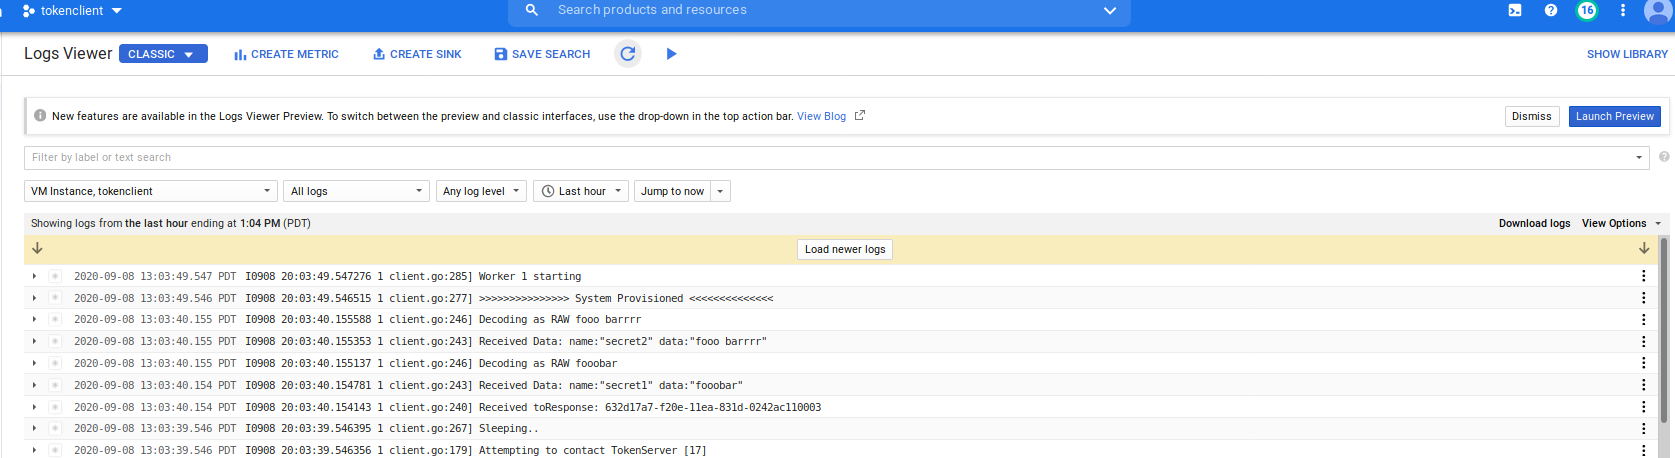 tokenclient Search products and resources 16
Logs Viewer CLASSIC CREATE METRIC CREATE SINK SAVE SEARCH SHOW LIBRARY
New features are available in the Logs Viewer Preview. To switch between the preview and classic interfaces, use the drop-down in the top action bar. View Blog Dismiss Launch Preview
Filter by label or text search
VM Instance, tokenclient All logs Any log level Last hour Jump to now
Showing logs from the last hour ending at 1:04 PM (PDT) Download logs View Options
Load newer logs
2020-09-08 13:03:49.547 PDT I0908 20:03:49.547276 1 client.go:285] Worker 1 starting
2020-09-08 13:03:49.546 PDT I0908 20:03:49.546515 1 client.go:277] >>>>>>>>>>>>>>> System Provisioned <<<<<<<<<<<<<<
2020-09-08 13:03:40.155 PDT I0908 20:03:40.155588 1 client.go:246] Decoding as RAW fooo barrrr
2020-09-08 13:03:40.155 PDT I0908 20:03:40.155353 1 client.go:243] Received Data: name:"secret2" data:"fooo barrrr"
2020-09-08 13:03:40.155 PDT I0908 20:03:40.155137 1 client.go:246] Decoding as RAW fooobar
2020-09-08 13:03:40.154 PDT I0908 20:03:40.154781 1 client.go:243] Received Data: name:"secret1" data:"fooobar"
2020-09-08 13:03:40.154 PDT I0908 20:03:40.154143 1 client.go:240] Received toResponse: 632d17a7-f20e-11ea-831d-0242ac110003
2020-09-08 13:03:39.546 PDT I0908 20:03:39.546395 1 client.go:267] Sleeping..
2020-09-08 13:03:39.546 PDT I0908 20:03:39.546356 1 client.go:179] Attempting to contact TokenServer [17]